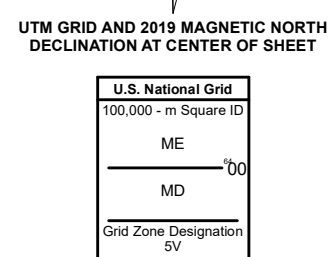 UTM GRID AND 2019 MAGNETIC NORTH
DECLINATION AT CENTER OF SHEET
U.S. National Grid
100,000 - m Square ID
ME
6400
MD
Grid Zone Designation
5V